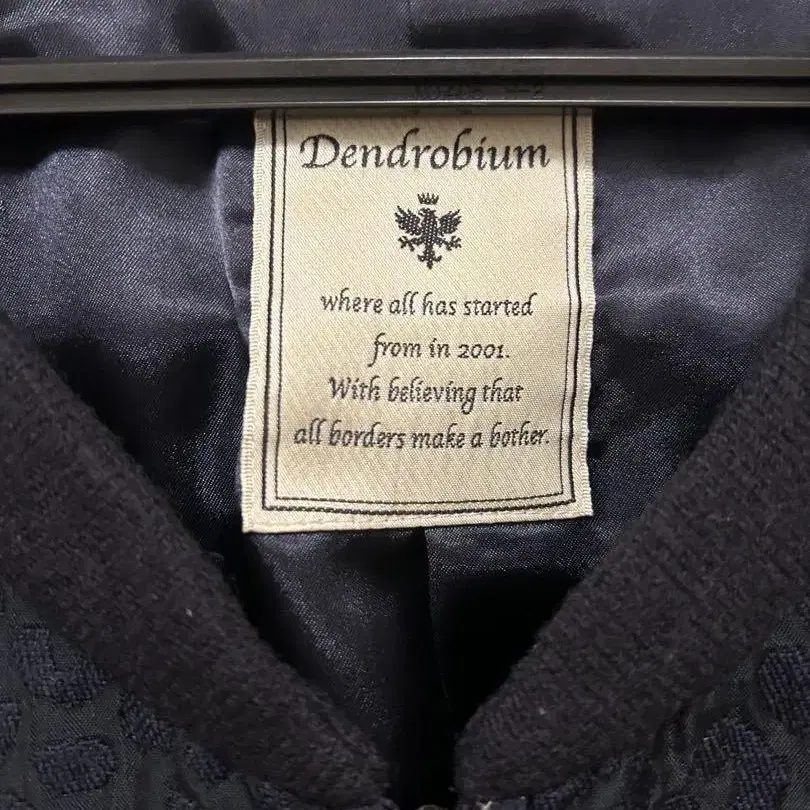 Dendrobium
where all has started
from in 2001.
With believing that
all borders make a bother.